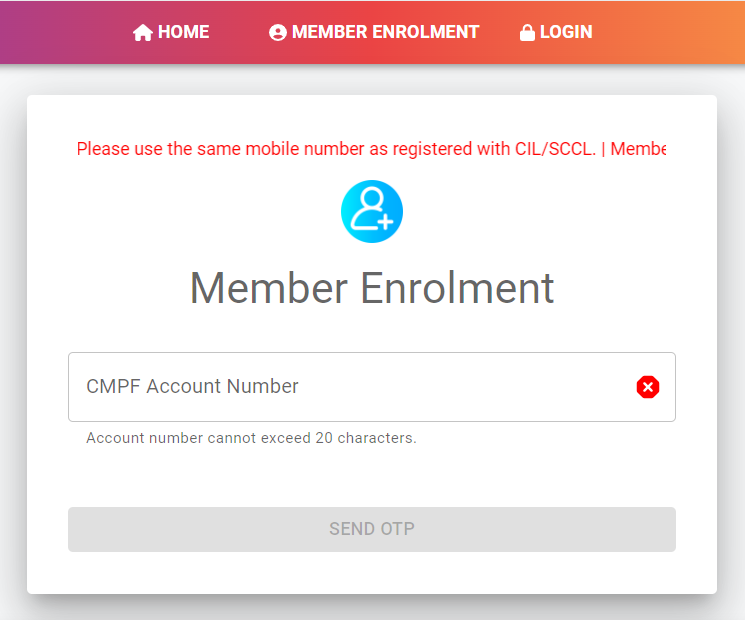 HOME MEMBER ENROLMENT LOGIN
Please use the same mobile number as registered with CIL/SCCL. |
Member Enrolment
CMPF Account Number
Account number cannot exceed 20 characters.
SEND OTP